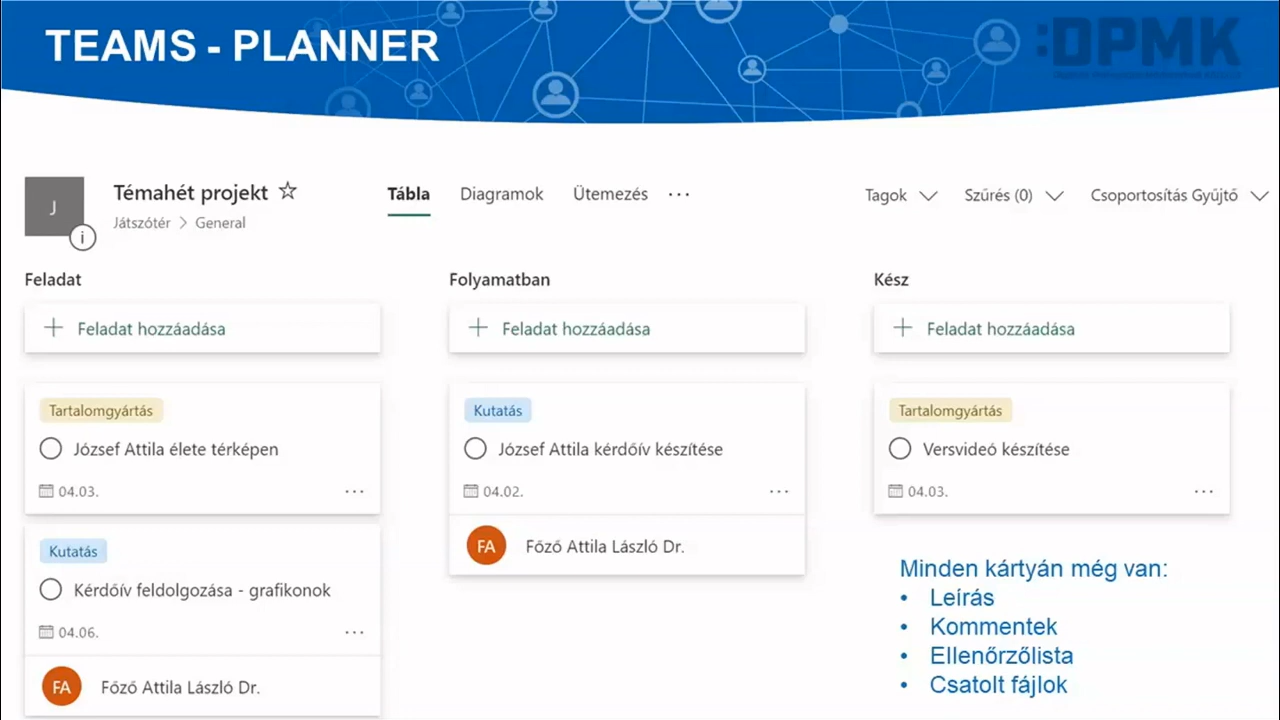 TEAMS - PLANNER
:DPMK
J
Témahét projekt
Játszótér > General
Tábla
Diagramok
Ütemezés
...
Tagok
Szűrés (0)
Csoportosítás Gyűjtő
Feladat
+ Feladat hozzáadása
Tartalomgyártás
József Attila élete térképen
04.03.
...
Kutatás
Kérdőív feldolgozása - grafikonok
04.06.
...
FA Főző Attila László Dr.
Folyamatban
+ Feladat hozzáadása
Kutatás
József Attila kérdőív készítése
04.02.
...
FA Főző Attila László Dr.
Kész
+ Feladat hozzáadása
Tartalomgyártás
Versvideó készítése
04.03.
...
Minden kártyán még van:
• Leírás
• Kommentek
• Ellenőrzőlista
• Csatolt fájlok